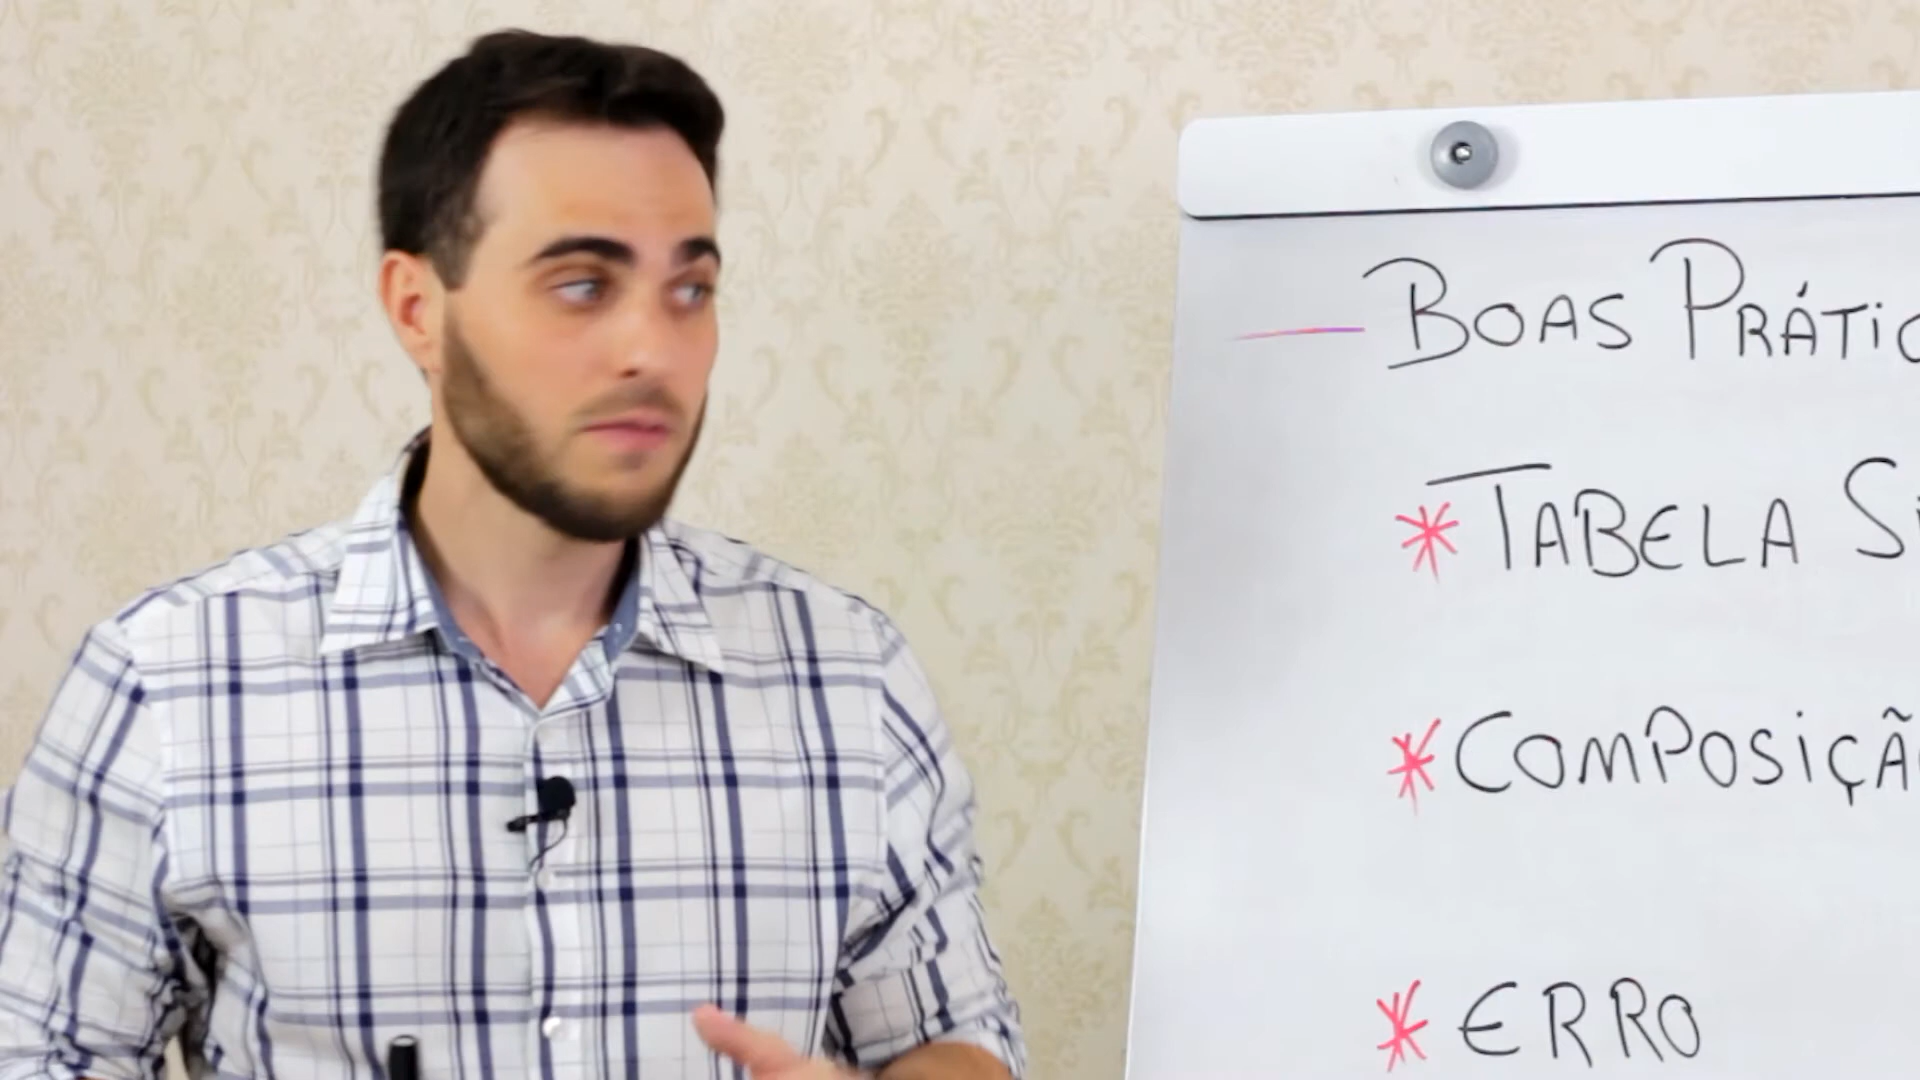 BOAS PRÁTIC
* TABELA S
* COMPOSIÇÃ
* ERRO